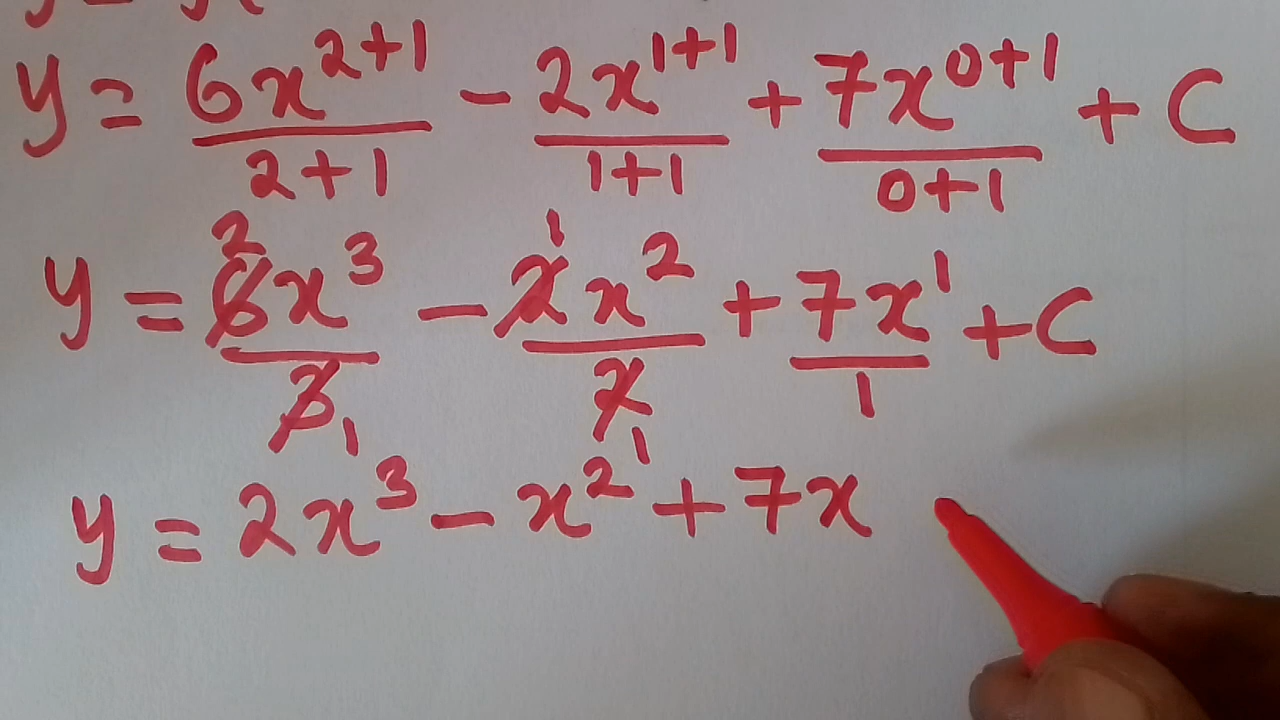 y = 6x^{2+1}/(2+1) - 2x^{1+1}/(1+1) + 7x^{0+1}/(0+1) + C
y = 6x^3/3 - 2x^2/2 + 7x^1/1 + C
y = 2x^3 - x^2 + 7x